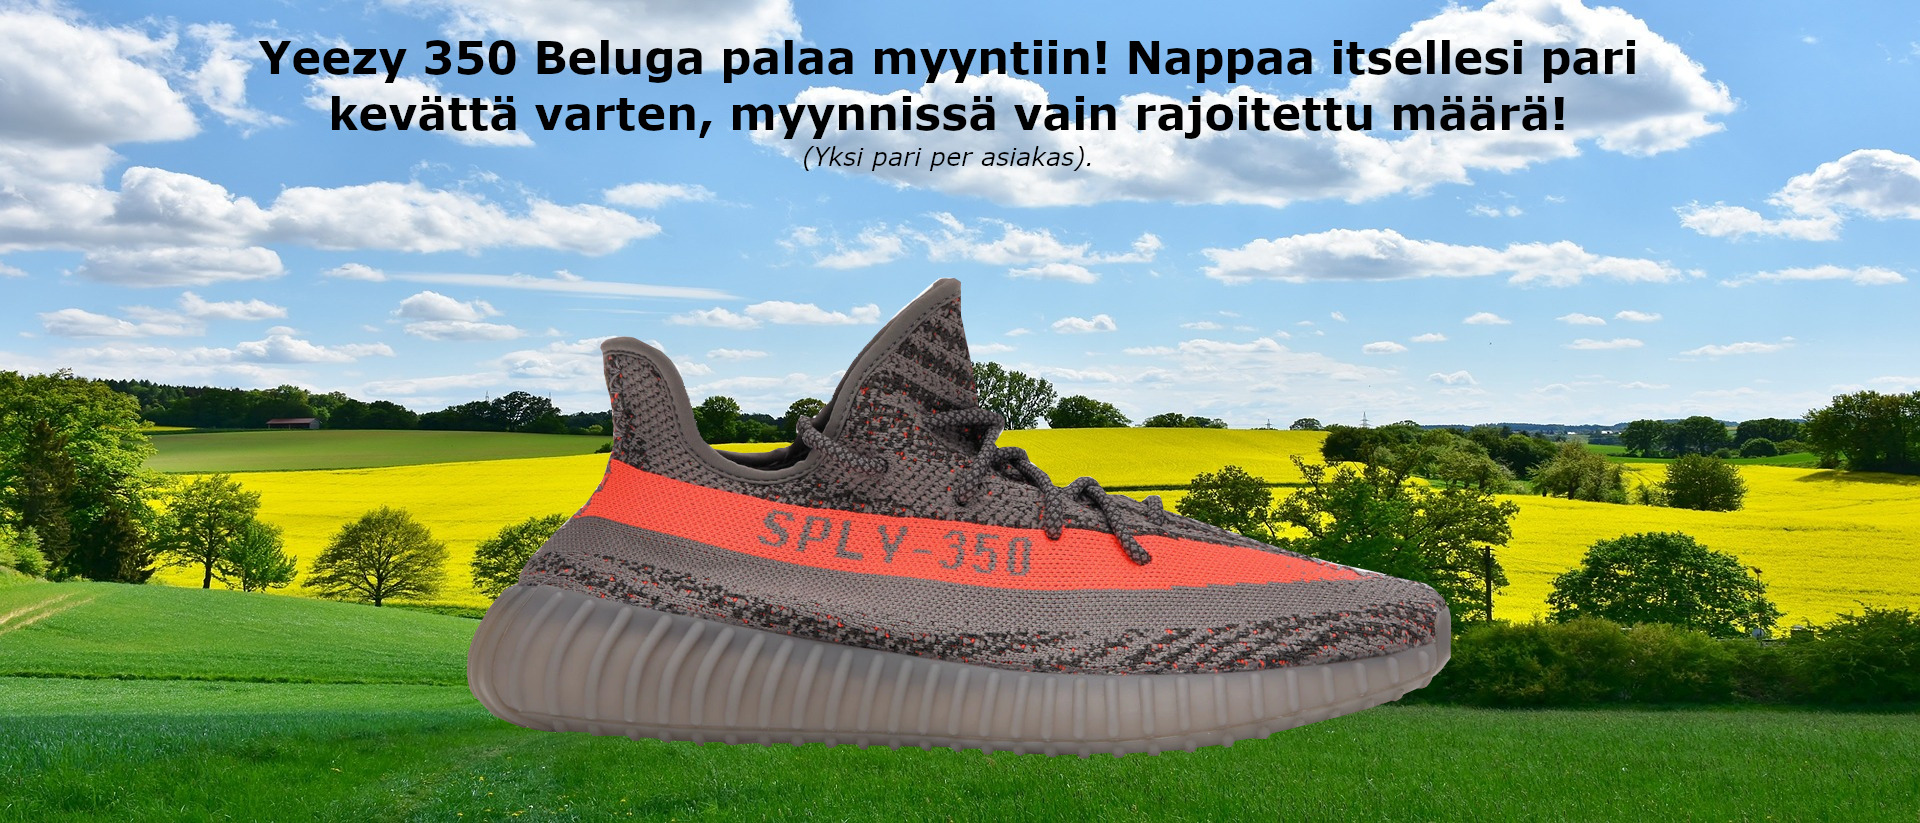 Yeezy 350 Beluga palaa myyntiin! Nappaa itsellesi pari
kevättä varten, myynnissä vain rajoitettu määrä!
(Yksi pari per asiakas).
SPLY-350